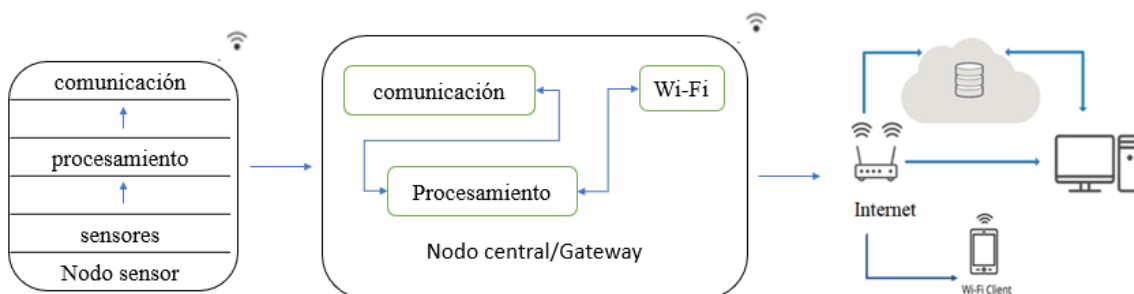 comunicación
procesamiento
sensores
Nodo sensor
comunicación
Wi-Fi
Procesamiento
Nodo central/Gateway
Internet
Wi-Fi Client